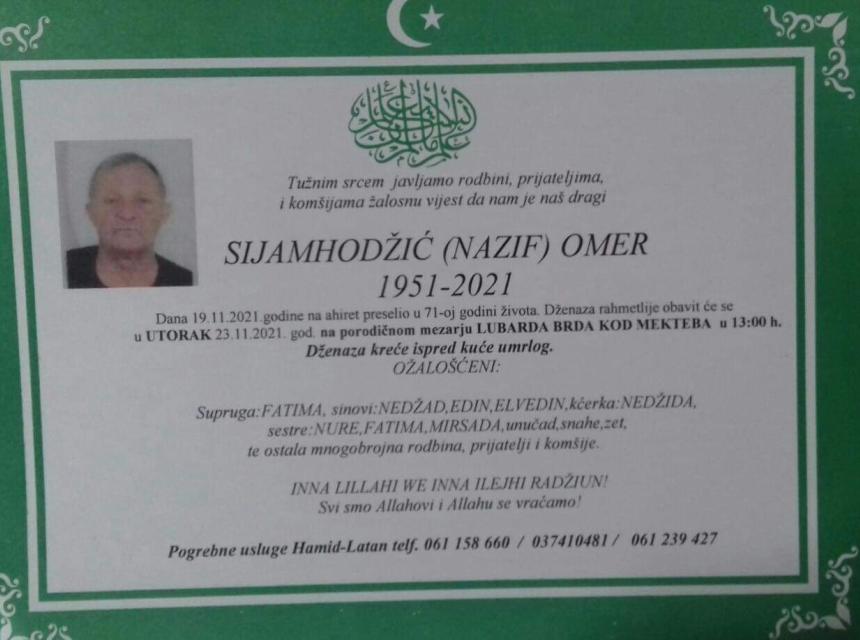 Tužnim srcem javljamo rodbini, prijateljima,
i komšijama žalosnu vijest da nam je naš dragi
SIJAMHODŽIĆ (NAZIF) OMER
1951-2021
Dana 19.11.2021.godine na ahiret preselio u 71-oj godini života. Dženaza rahmetlije obavit će se
u UTORAK 23.11.2021. god. na porodičnom mezarju LUBARDA BRDA KOD MEKTEBA u 13:00 h.
Dženaza kreće ispred kuće umrlog.
OŽALOŠĆENI:
Supruga:FATIMA, sinovi:NEDŽAD,EDIN,ELVEDIN,kćerka:NEDŽIDA,
sestre:NURE,FATIMA,MIRSADA,unučad,snahe,zet,
te ostala mnogobrojna rodbina, prijatelji i komšije.
INNA LILLAHI WE INNA ILEJHI RADŽIUN!
Svi smo Allahovi i Allahu se vraćamo!
Pogrebne usluge Hamid-Latan telf. 061 158 660 / 037410481 / 061 239 427